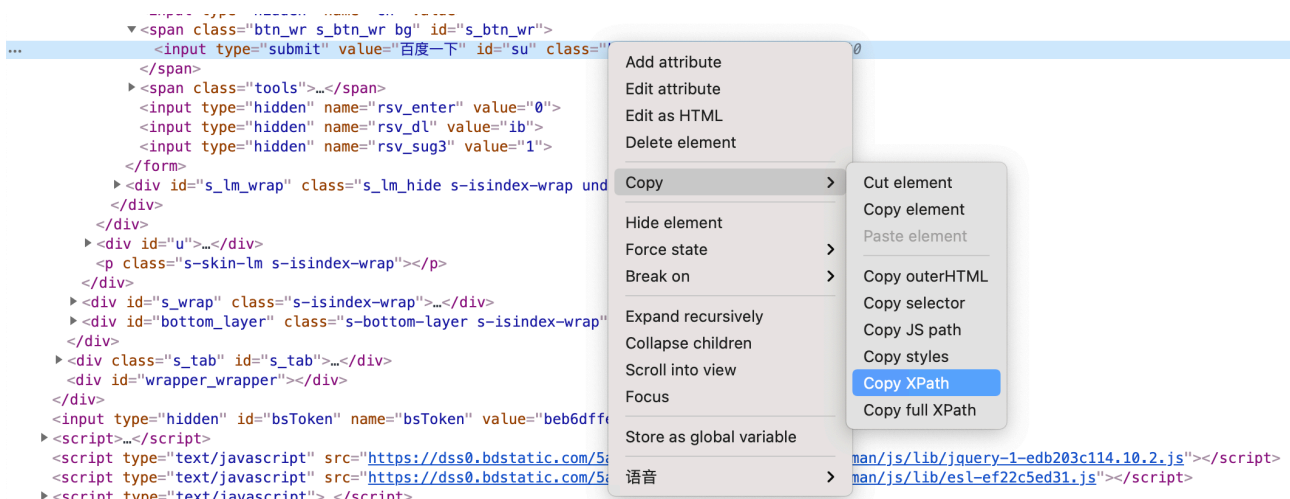 <span class="btn_wr s_btn_wr bg" id="s_btn_wr">
<input type="submit" value="百度一下" id="su" class="
</span>
<span class="tools">…</span>
<input type="hidden" name="rsv_enter" value="0">
<input type="hidden" name="rsv_dl" value="ib">
<input type="hidden" name="rsv_sug3" value="1">
</form>
<div id="s_lm_wrap" class="s_lm_hide s-isindex-wrap und
</div>
</div>
<div id="u">…</div>
<p class="s-skin-lm s-isindex-wrap"></p>
</div>
<div id="s_wrap" class="s-isindex-wrap">…</div>
<div id="bottom_layer" class="s-bottom-layer s-isindex-wrap"
</div>
<div class="s_tab" id="s_tab">…</div>
<div id="wrapper_wrapper"></div>
</div>
<input type="hidden" id="bsToken" name="bsToken" value="beb6dffe
<script>…</script>
<script type="text/javascript" src="https://dss0.bdstatic.com/5a man/js/lib/jquery-1-edb203c114.10.2.js"></script>
<script type="text/javascript" src="https://dss0.bdstatic.com/5a man/js/lib/esl-ef22c5ed31.js"></script>
<script type="text/javascript"> </script>
Add attribute
Edit attribute
Edit as HTML
Delete element
Copy
Hide element
Force state
Break on
Expand recursively
Collapse children
Scroll into view
Focus
Store as global variable
语音
Cut element
Copy element
Paste element
Copy outerHTML
Copy selector
Copy JS path
Copy styles
Copy XPath
Copy full XPath